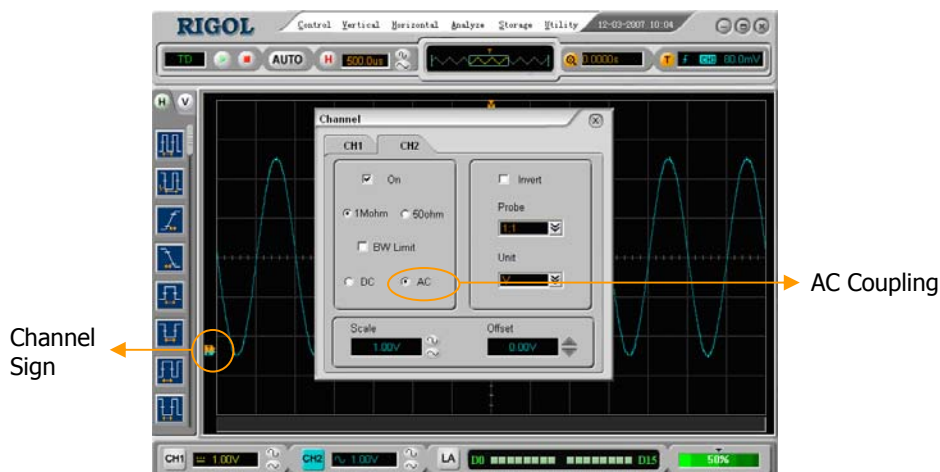 RIGOL Control Vertical Horizontal Analyze Storage Utility 12-03-2007 10:04
TD AUTO H 500.0us 0.0000s T CH2 80.0mV
H V
Channel
CH1 CH2
On
1Mohm 50ohm
BW Limit
DC AC
Invert
Probe
1:1
Unit
V
Scale
1.00V
Offset
0.00V
AC Coupling
Channel
Sign
CH1 1.00V CH2 1.00V LA D0 D15 50%